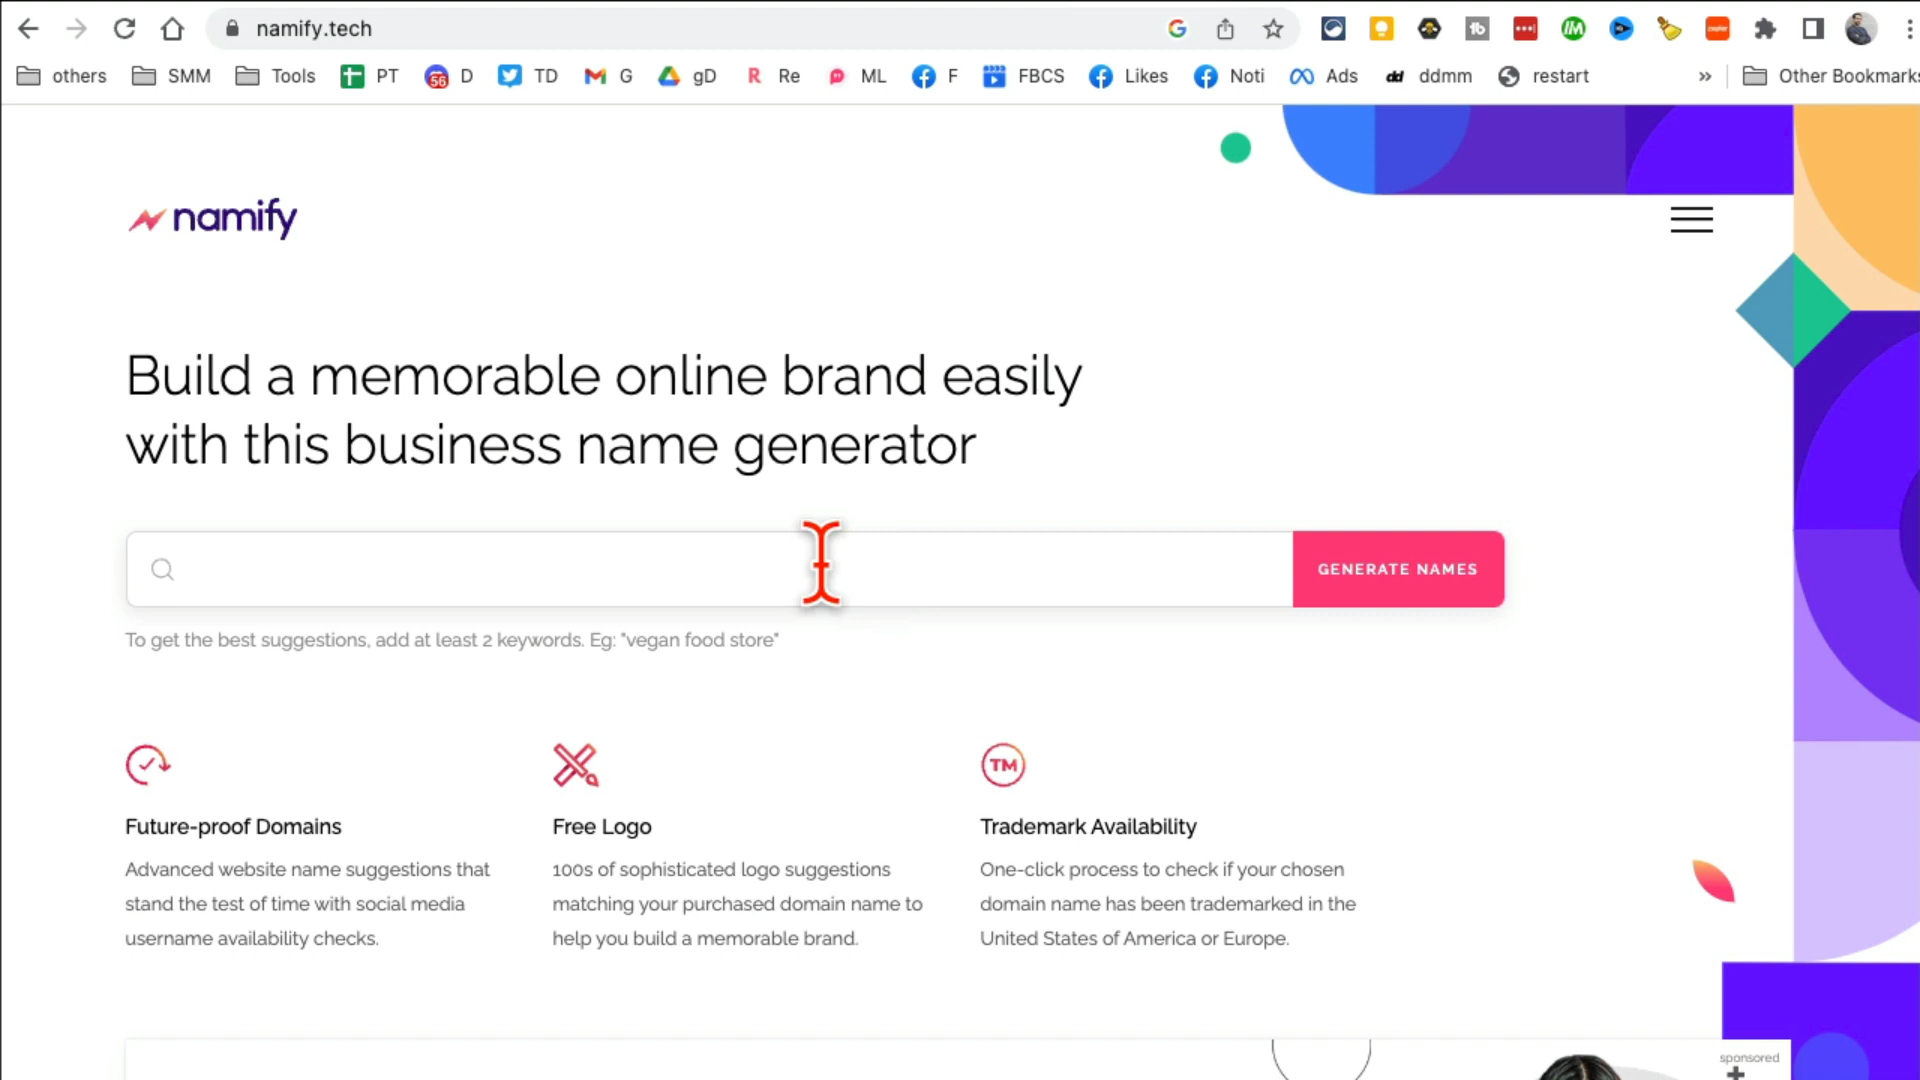 namify.tech
others SMM Tools PT 56 D TD G gD Re ML F FBCS Likes Noti Ads ddmm restart » Other Bookmarks
namify
Build a memorable online brand easily
with this business name generator
GENERATE NAMES
To get the best suggestions, add at least 2 keywords. Eg: "vegan food store"
TM
Future-proof Domains
Advanced website name suggestions that
stand the test of time with social media
username availability checks.
Free Logo
100s of sophisticated logo suggestions
matching your purchased domain name to
help you build a memorable brand.
Trademark Availability
One-click process to check if your chosen
domain name has been trademarked in the
United States of America or Europe.
sponsored